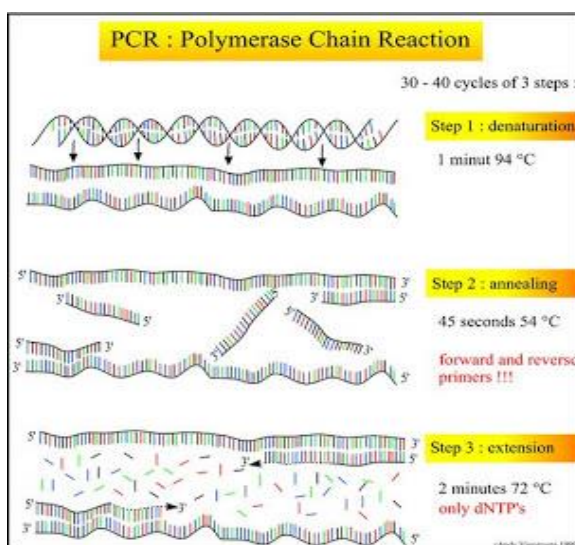 PCR : Polymerase Chain Reaction
30 - 40 cycles of 3 steps :
Step 1 : denaturation
1 minut 94 °C
5' 3'
Step 2 : annealing
3' 5' 5' 3'
45 seconds 54 °C
5' 3' 3' 3'
forward and reverse
primers !!!
3' 5'
5' 3'
Step 3 : extension
3' 5'
2 minutes 72 °C
only dNTP's
5' 3'
3' 5'